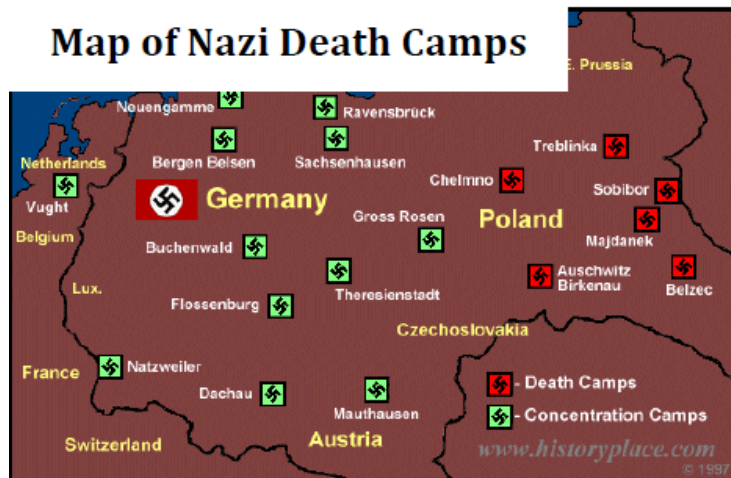 Map of Nazi Death Camps
E. Prussia
Neuengamme
Ravensbrück
Bergen Belsen
Sachsenhausen
Treblinka
Netherlands
Chelmno
Sobibor
Vught
Germany
Gross Rosen
Poland
Belgium
Buchenwald
Majdanek
Auschwitz
Birkenau
Belzec
Lux.
Theresienstadt
Flossenburg
Czechoslovakia
France
Natzweiler
- Death Camps
Dachau
Mauthausen
- Concentration Camps
Switzerland
Austria
www.historyplace.com
© 1997